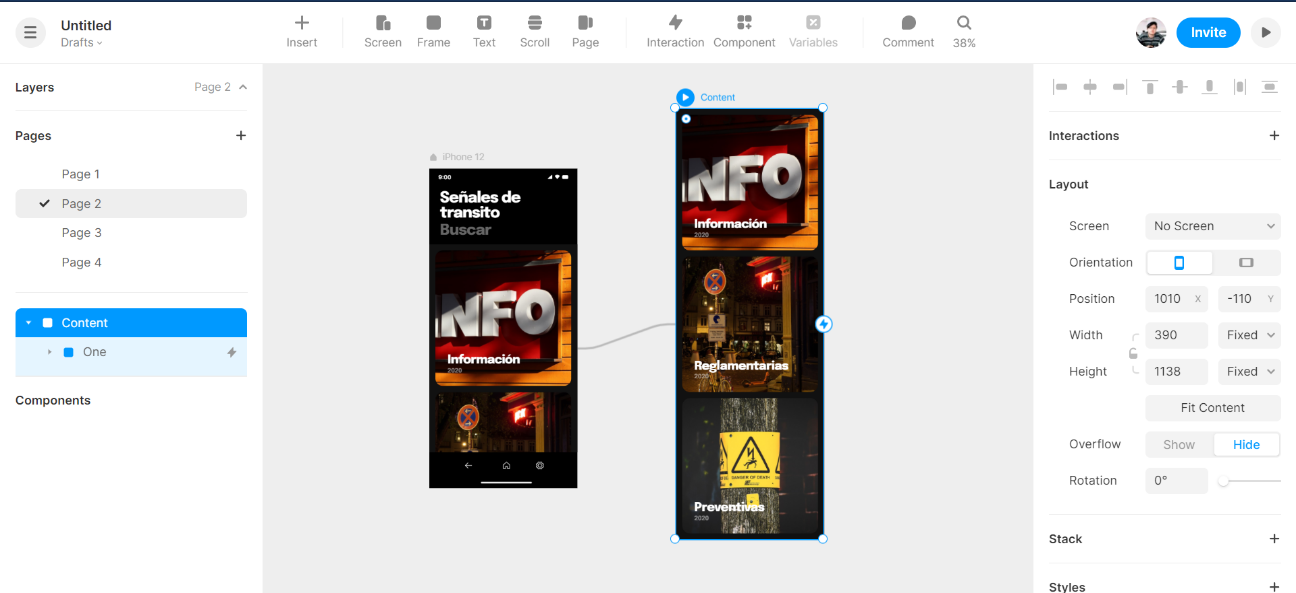 Untitled
Drafts
Insert
Screen
Frame
Text
Scroll
Page
Interaction
Component
Variables
Comment
38%
Invite
Layers
Page 2
Pages
Page 1
Page 2
Page 3
Page 4
Content
One
Components
iPhone 12
9:00
Señales de
transito
Buscar
INFO
Información
2020
Content
INFO
Información
2020
Reglamentarias
2020
DANGER OF DEATH
Preventivas
2020
Interactions
Layout
Screen
No Screen
Orientation
Position
1010 X
-110 Y
Width
390
Fixed
Height
1138
Fixed
Fit Content
Overflow
Show
Hide
Rotation
0°
Stack
Styles